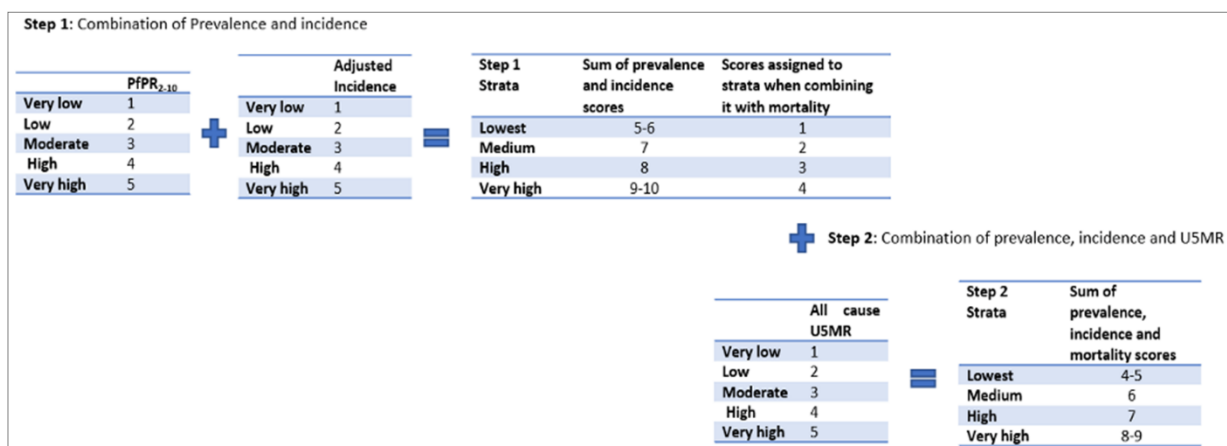 Step 1: Combination of Prevalence and incidence
PfPR2-10
Very low 1
Low 2
Moderate 3
High 4
Very high 5
Adjusted
Incidence
Very low 1
Low 2
Moderate 3
High 4
Very high 5
Step 1 Sum of prevalence Scores assigned to
Strata and incidence strata when combining
scores it with mortality
Lowest 5-6 1
Medium 7 2
High 8 3
Very high 9-10 4
Step 2: Combination of prevalence, incidence and U5MR
All cause
U5MR
Very low 1
Low 2
Moderate 3
High 4
Very high 5
Step 2 Sum of
Strata prevalence,
incidence and
mortality scores
Lowest 4-5
Medium 6
High 7
Very high 8-9